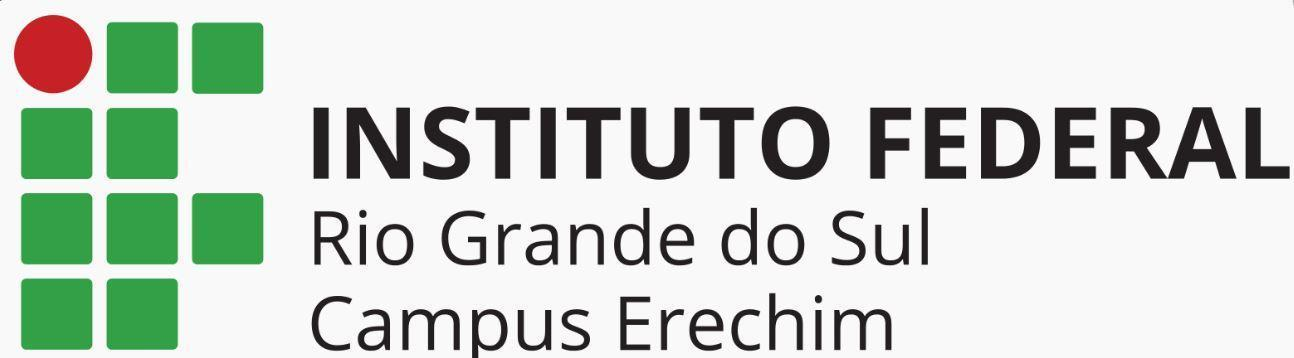 INSTITUTO FEDERAL
Rio Grande do Sul
Campus Erechim